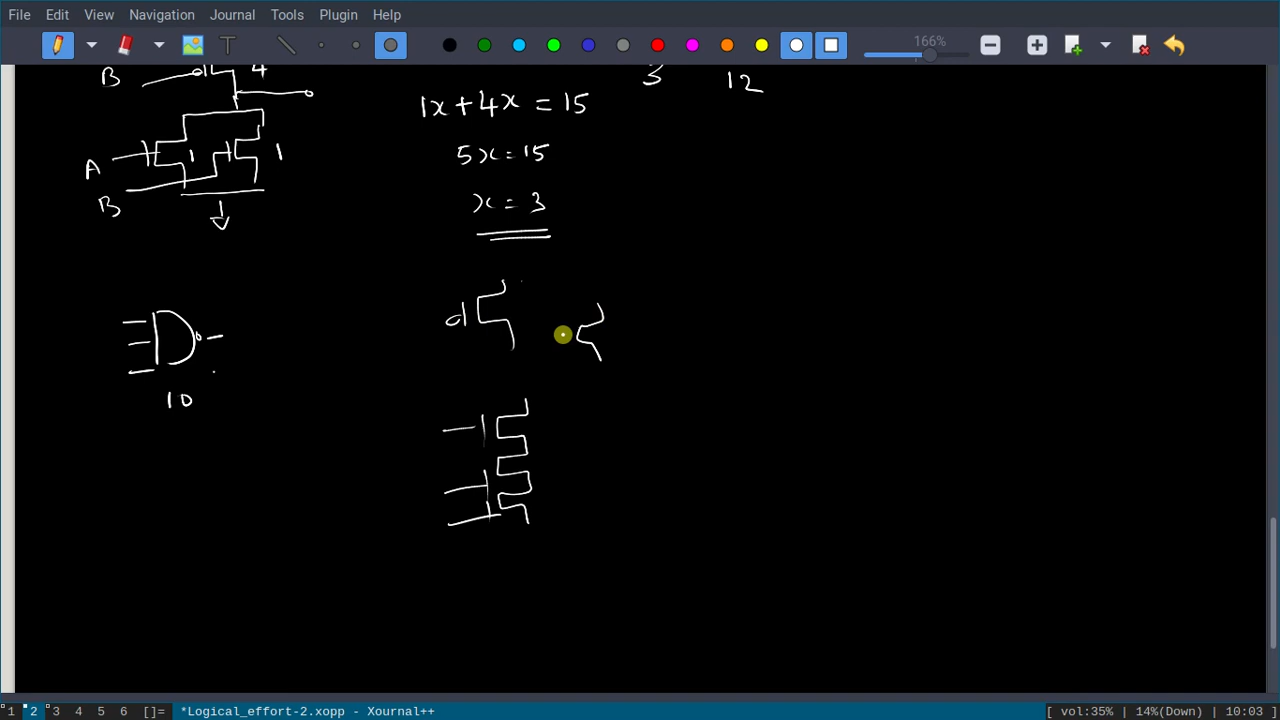 File Edit View Navigation Journal Tools Plugin Help
166%
B 4
3 12
1x + 4x = 15
5x = 15
x = 3
A 1 1
B
10
1 2 3 4 5 6 []= *Logical_effort-2.xopp - Xournal++ [ vol:35% | 14%(Down) | 10:03 ]